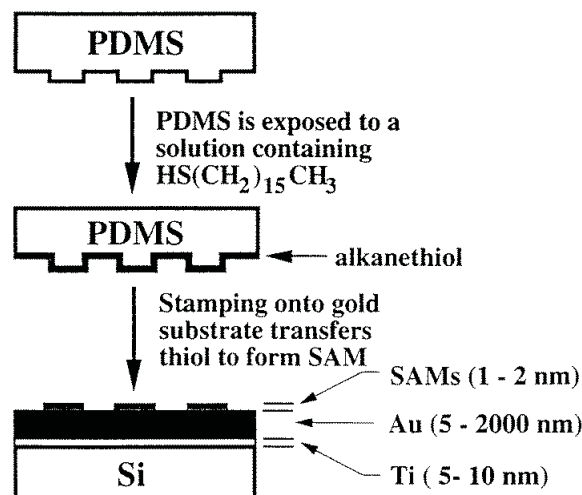 PDMS
PDMS is exposed to a
solution containing
HS(CH2)15CH3
PDMS
alkanethiol
Stamping onto gold
substrate transfers
thiol to form SAM
SAMs (1 - 2 nm)
Au (5 - 2000 nm)
Si
Ti ( 5- 10 nm)